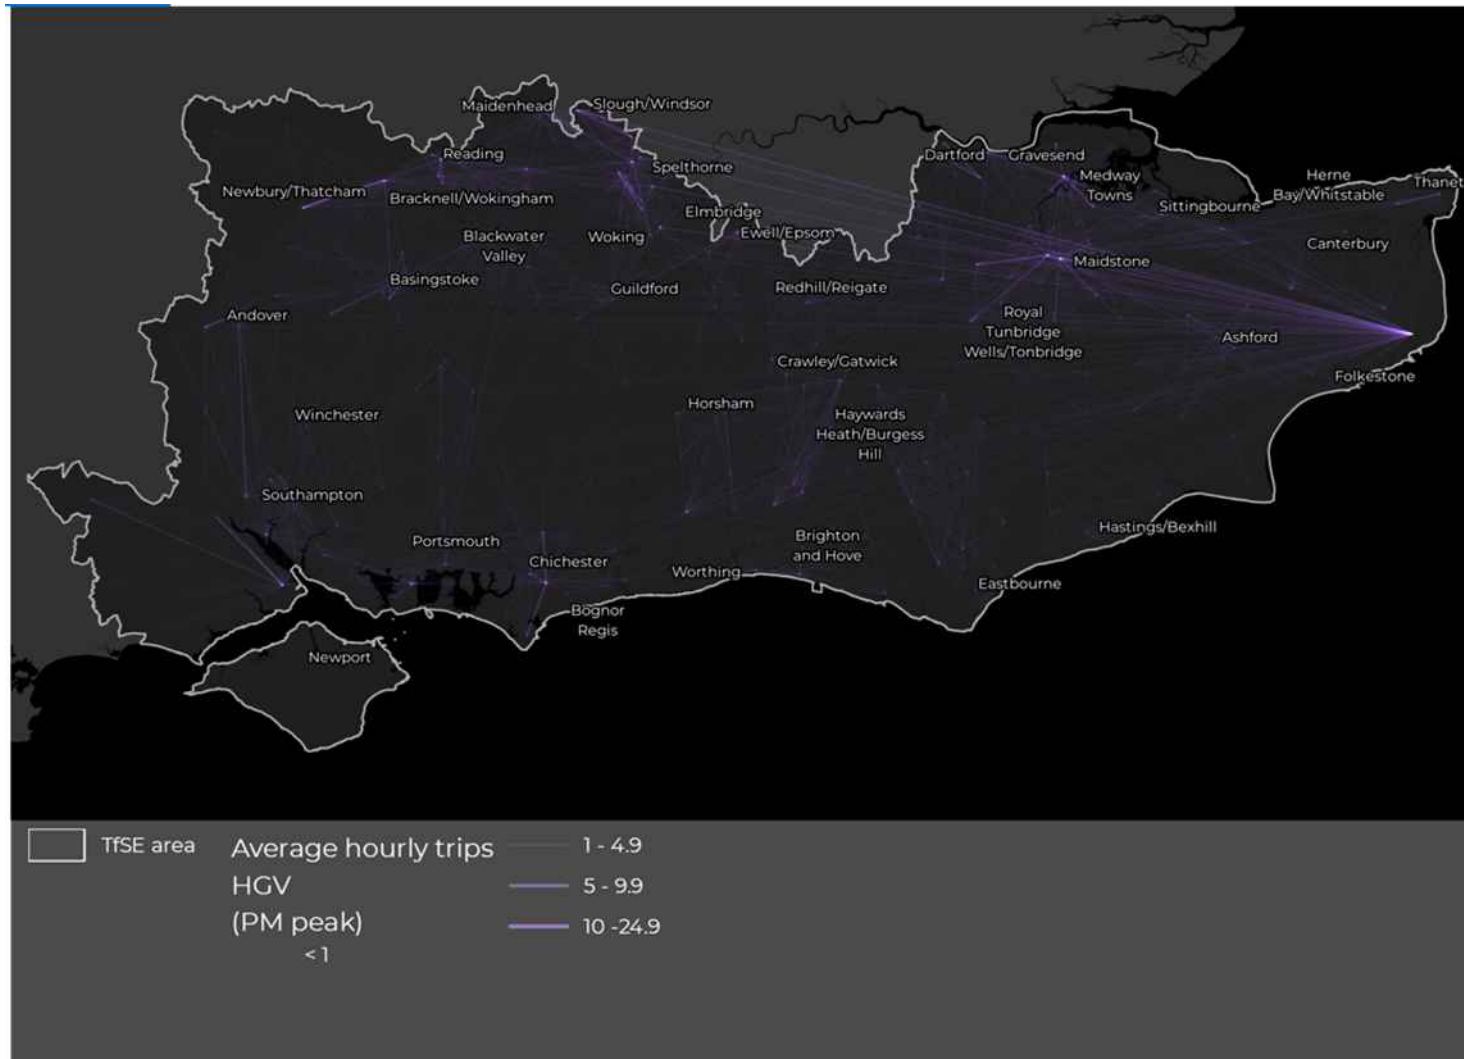 Maidenhead
Slough/Windsor
Reading
Spelthorne
Dartford
Gravesend
Medway
Towns
Herne
Bay/Whitstable
Thanet
Newbury/Thatcham
Bracknell/Wokingham
Sittingbourne
Elmbridge
Ewell/Epsom
Blackwater
Valley
Woking
Canterbury
Maidstone
Basingstoke
Guildford
Redhill/Reigate
Andover
Royal
Tunbridge
Wells/Tonbridge
Ashford
Crawley/Gatwick
Folkestone
Horsham
Winchester
Haywards
Heath/Burgess
Hill
Southampton
Portsmouth
Chichester
Brighton
and Hove
Hastings/Bexhill
Worthing
Eastbourne
Bognor
Regis
Newport
TfSE area
Average hourly trips
HGV
(PM peak)
< 1
1 - 4.9
5 - 9.9
10 -24.9